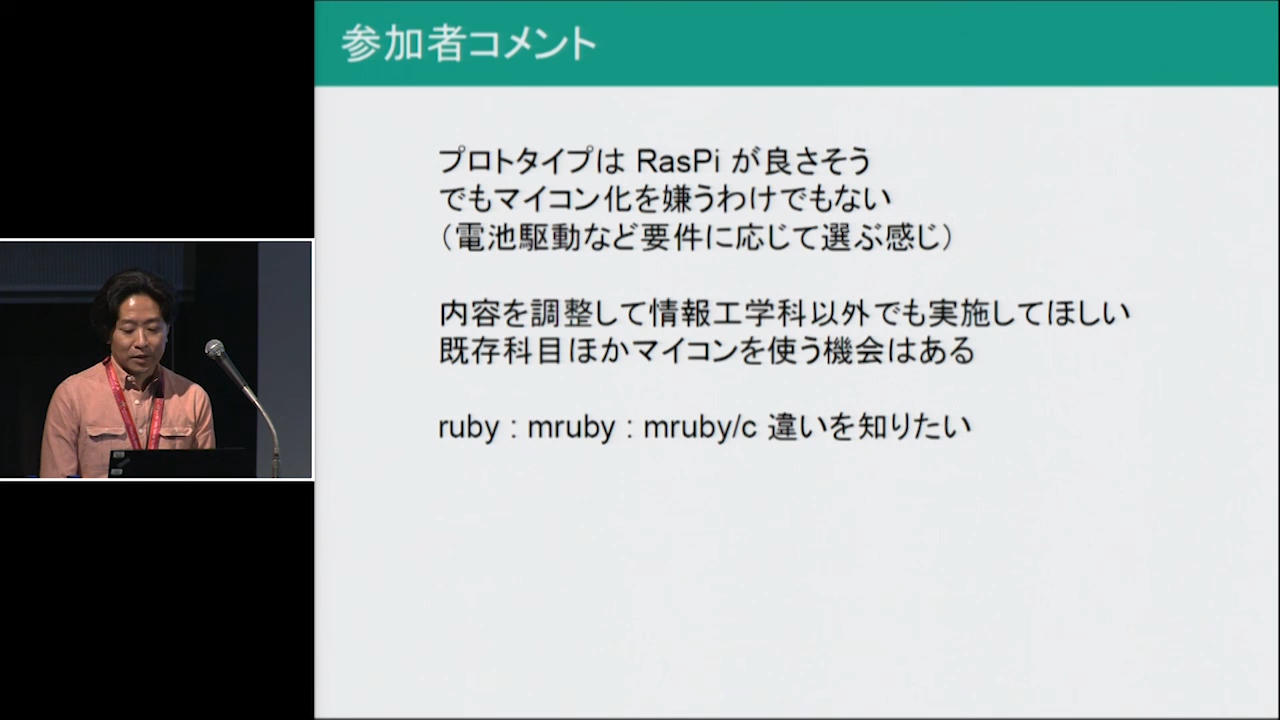 参加者コメント
プロトタイプは RasPi が良さそう
でもマイコン化を嫌うわけでもない
（電池駆動など要件に応じて選ぶ感じ）
内容を調整して情報工学科以外でも実施してほしい
既存科目ほかマイコンを使う機会はある
ruby : mruby : mruby/c 違いを知りたい